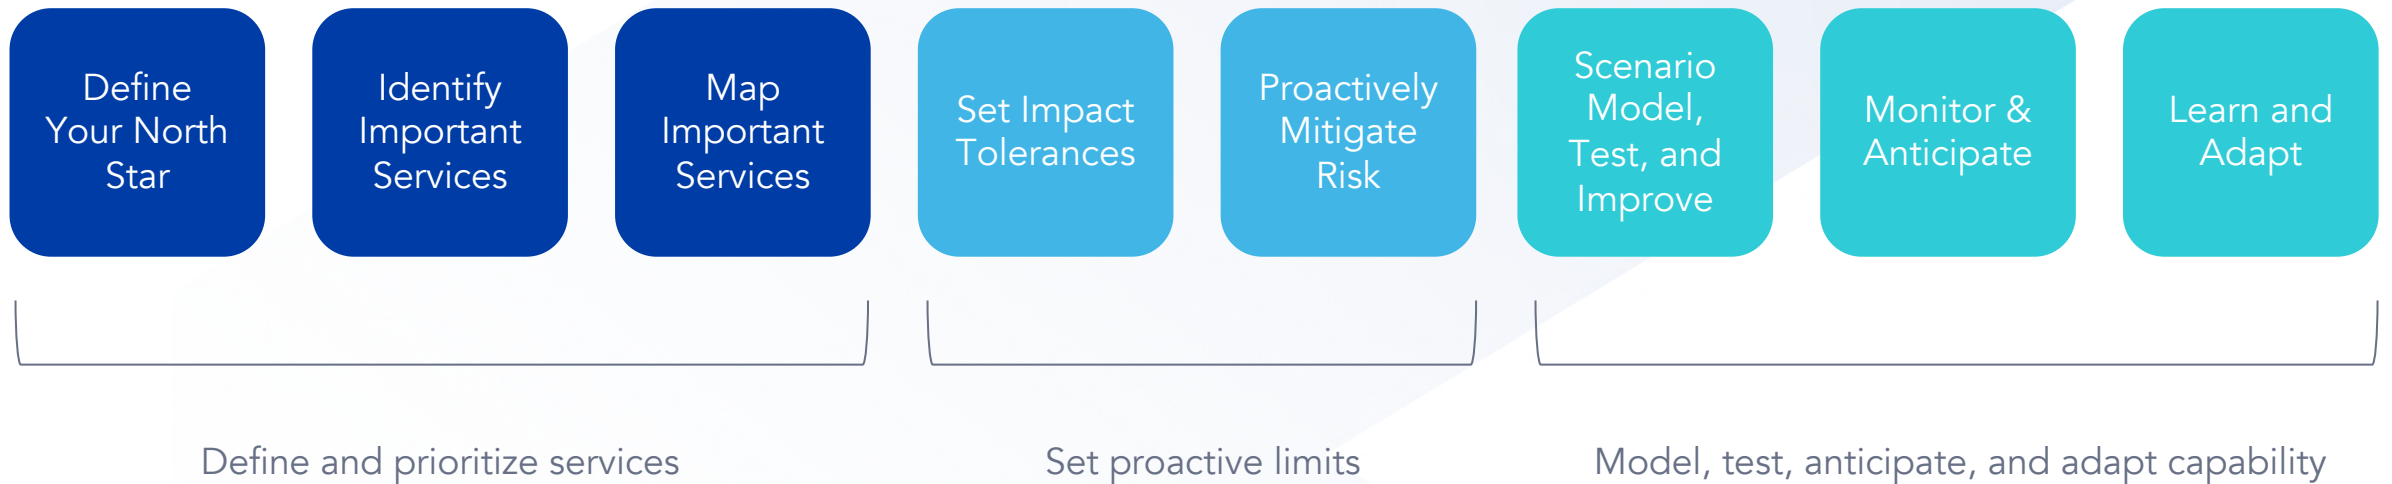 Define
Your North
Star
Identify
Important
Services
Map
Important
Services
Set Impact
Tolerances
Proactively
Mitigate
Risk
Scenario
Model,
Test, and
Improve
Monitor &
Anticipate
Learn and
Adapt
Define and prioritize services
Set proactive limits
Model, test, anticipate, and adapt capability